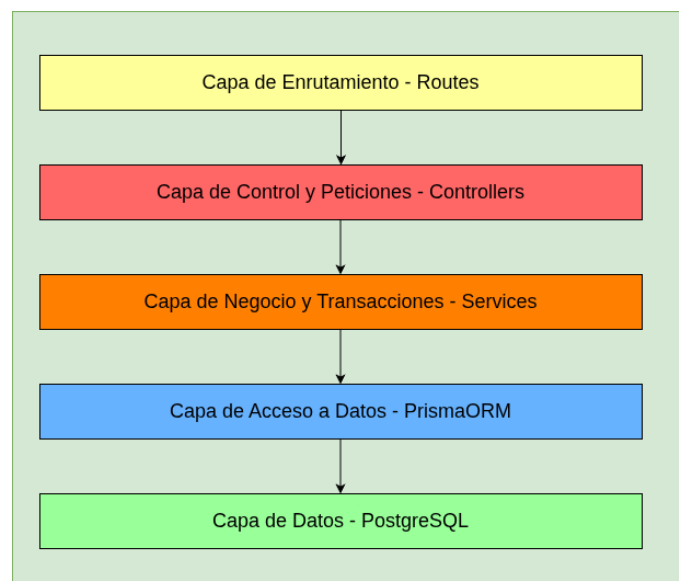 Capa de Enrutamiento - Routes
Capa de Control y Peticiones - Controllers
Capa de Negocio y Transacciones - Services
Capa de Acceso a Datos - PrismaORM
Capa de Datos - PostgreSQL